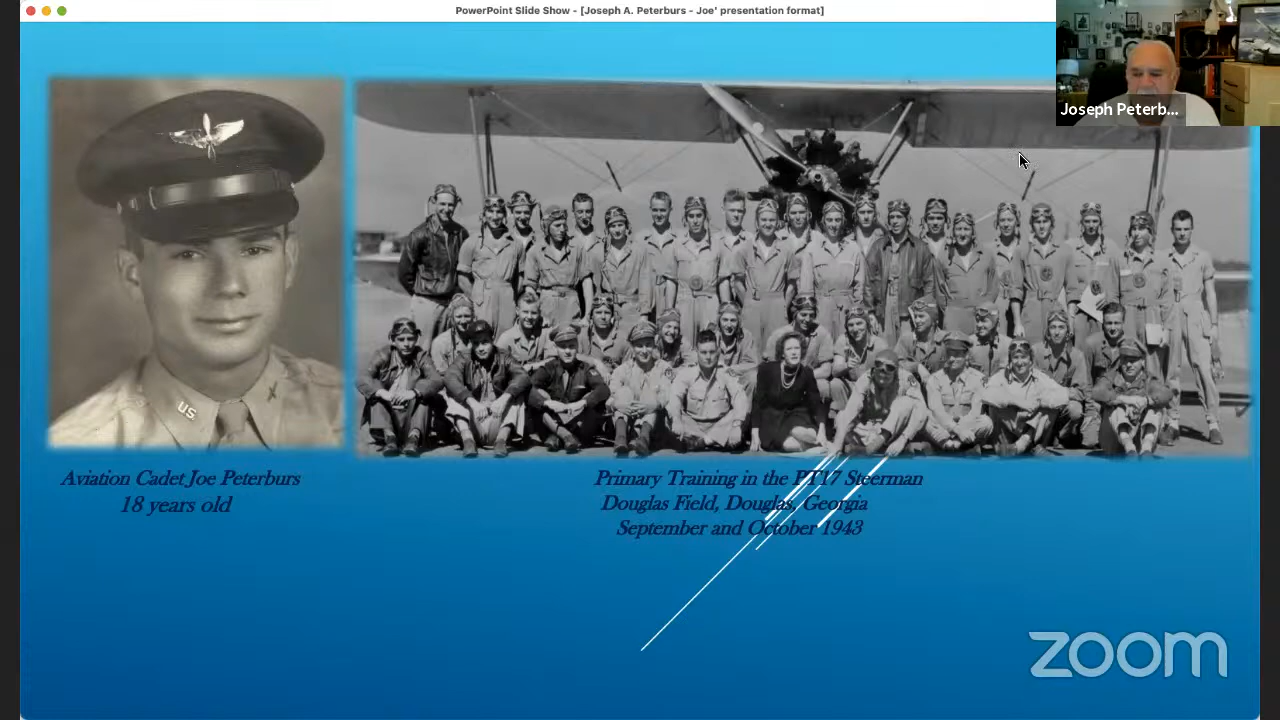 PowerPoint Slide Show - [Joseph A. Peterburs - Joe' presentation format]
Joseph Peterb...
US
Aviation Cadet Joe Peterburs
18 years old
Primary Training in the PT17 Steerman
Douglas Field, Douglas, Georgia
September and October 1943
zoom